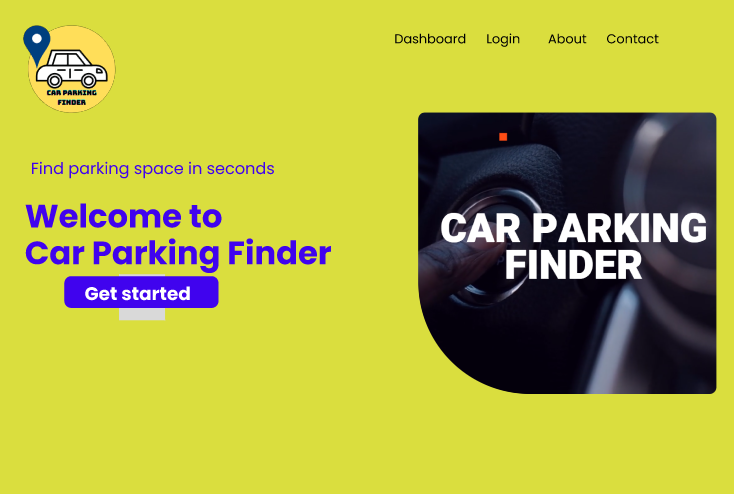 CAR PARKING
FINDER
Dashboard Login About Contact
Find parking space in seconds
Welcome to
Car Parking Finder
Get started
CAR PARKING
FINDER